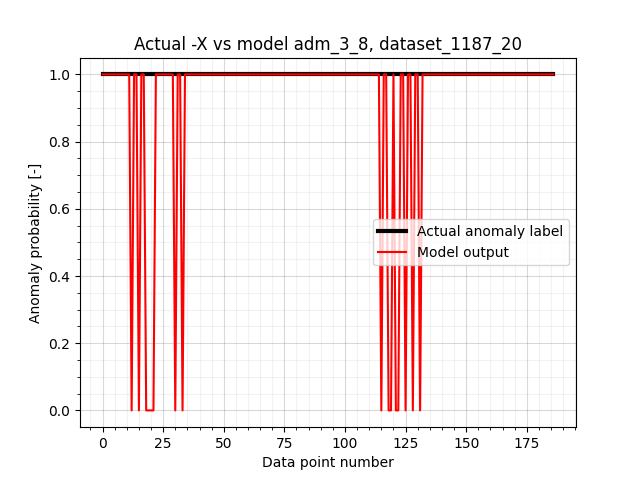 Actual -X vs model adm_3_8, dataset_1187_20
1.0
0.8
0.6
0.4
0.2
0.0
Anomaly probability [-]
Actual anomaly label
Model output
0 25 50 75 100 125 150 175
Data point number